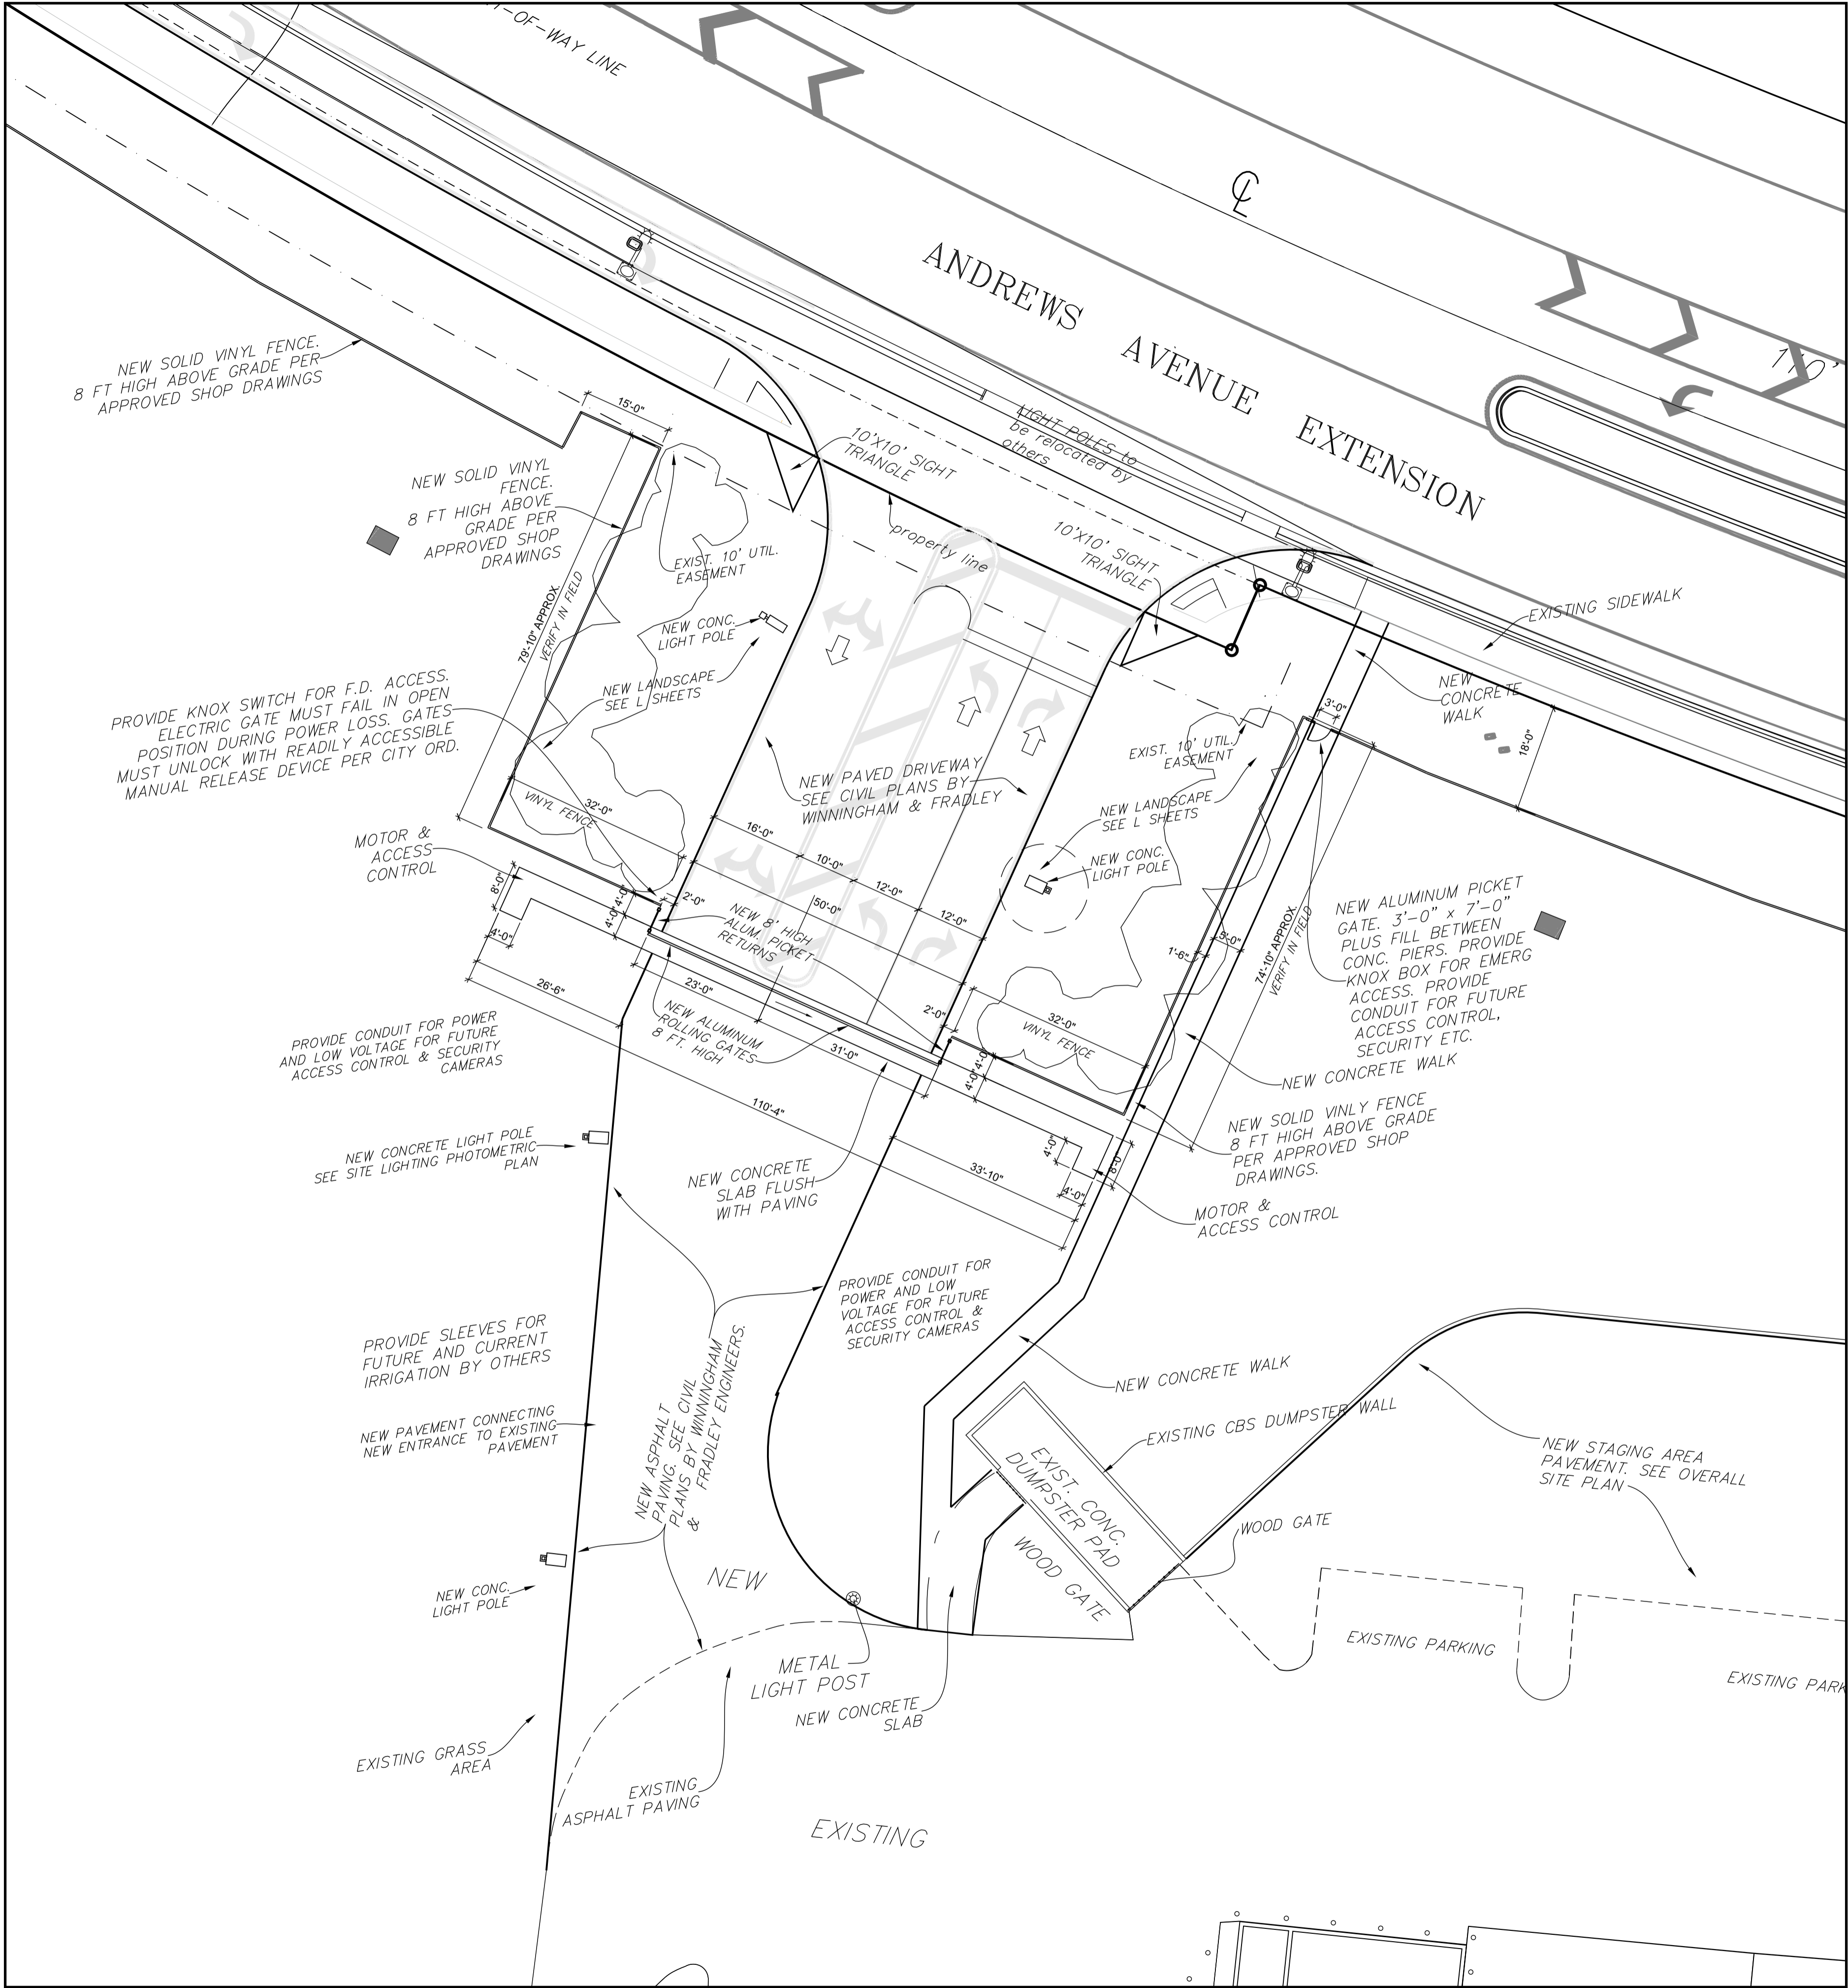 T-OF-WAY LINE
℄
ANDREWS AVENUE EXTENSION
110'
NEW SOLID VINYL FENCE.
8 FT HIGH ABOVE GRADE PER
APPROVED SHOP DRAWINGS
15'-0"
10'X10' SIGHT
TRIANGLE
LIGHT POLES to
be relocated by
others
NEW SOLID VINYL
FENCE.
8 FT HIGH ABOVE
GRADE PER
APPROVED SHOP
DRAWINGS
EXIST. 10' UTIL.
EASEMENT
property line
10'X10' SIGHT
TRIANGLE
EXISTING SIDEWALK
79'-10" APPROX.
VERIFY IN FIELD
NEW CONC.
LIGHT POLE
NEW LANDSCAPE
SEE L SHEETS
NEW
CONCRETE
WALK
3'-0"
18'-0"
PROVIDE KNOX SWITCH FOR F.D. ACCESS.
ELECTRIC GATE MUST FAIL IN OPEN
POSITION DURING POWER LOSS. GATES
MUST UNLOCK WITH READILY ACCESSIBLE
MANUAL RELEASE DEVICE PER CITY ORD.
EXIST. 10' UTIL.
EASEMENT
NEW PAVED DRIVEWAY
SEE CIVIL PLANS BY
WINNINGHAM & FRADLEY
NEW LANDSCAPE
SEE L SHEETS
32'-0"
VINYL FENCE
16'-0"
10'-0"
12'-0"
12'-0"
50'-0"
NEW CONC.
LIGHT POLE
MOTOR &
ACCESS
CONTROL
8'-0"
4'-0"
4'-0"
4'-0"
2'-0"
NEW 8' HIGH
ALUM. PICKET
RETURNS
NEW ALUMINUM PICKET
GATE. 3'-0" x 7'-0"
PLUS FILL BETWEEN
CONC. PIERS. PROVIDE
KNOX BOX FOR EMERG
ACCESS. PROVIDE
CONDUIT FOR FUTURE
ACCESS CONTROL,
SECURITY ETC.
1'-6"
5'-0"
74'-10" APPROX.
VERIFY IN FIELD
26'-6"
23'-0"
NEW ALUMINUM
ROLLING GATES
8 FT. HIGH
31'-0"
2'-0"
32'-0"
VINYL FENCE
4'-0"
4'-0"
PROVIDE CONDUIT FOR POWER
AND LOW VOLTAGE FOR FUTURE
ACCESS CONTROL & SECURITY
CAMERAS
NEW CONCRETE WALK
110'-4"
NEW SOLID VINLY FENCE
8 FT HIGH ABOVE GRADE
PER APPROVED SHOP
DRAWINGS.
NEW CONCRETE LIGHT POLE
SEE SITE LIGHTING PHOTOMETRIC
PLAN
NEW CONCRETE
SLAB FLUSH
WITH PAVING
33'-10"
4'-0"
4'-0"
8'-0"
MOTOR &
ACCESS CONTROL
PROVIDE CONDUIT FOR
POWER AND LOW
VOLTAGE FOR FUTURE
ACCESS CONTROL &
SECURITY CAMERAS
PROVIDE SLEEVES FOR
FUTURE AND CURRENT
IRRIGATION BY OTHERS
NEW PAVEMENT CONNECTING
NEW ENTRANCE TO EXISTING
PAVEMENT
NEW ASPHALT
PAVING. SEE CIVIL
PLANS BY WINNINGHAM
& FRADLEY ENGINEERS.
NEW CONCRETE WALK
EXISTING CBS DUMPSTER WALL
EXIST. CONC.
DUMPSTER PAD
WOOD GATE
WOOD GATE
NEW STAGING AREA
PAVEMENT. SEE OVERALL
SITE PLAN
NEW CONC.
LIGHT POLE
NEW
METAL
LIGHT POST
NEW CONCRETE
SLAB
EXISTING PARKING
EXISTING PARK
EXISTING GRASS
AREA
EXISTING
ASPHALT PAVING
EXISTING